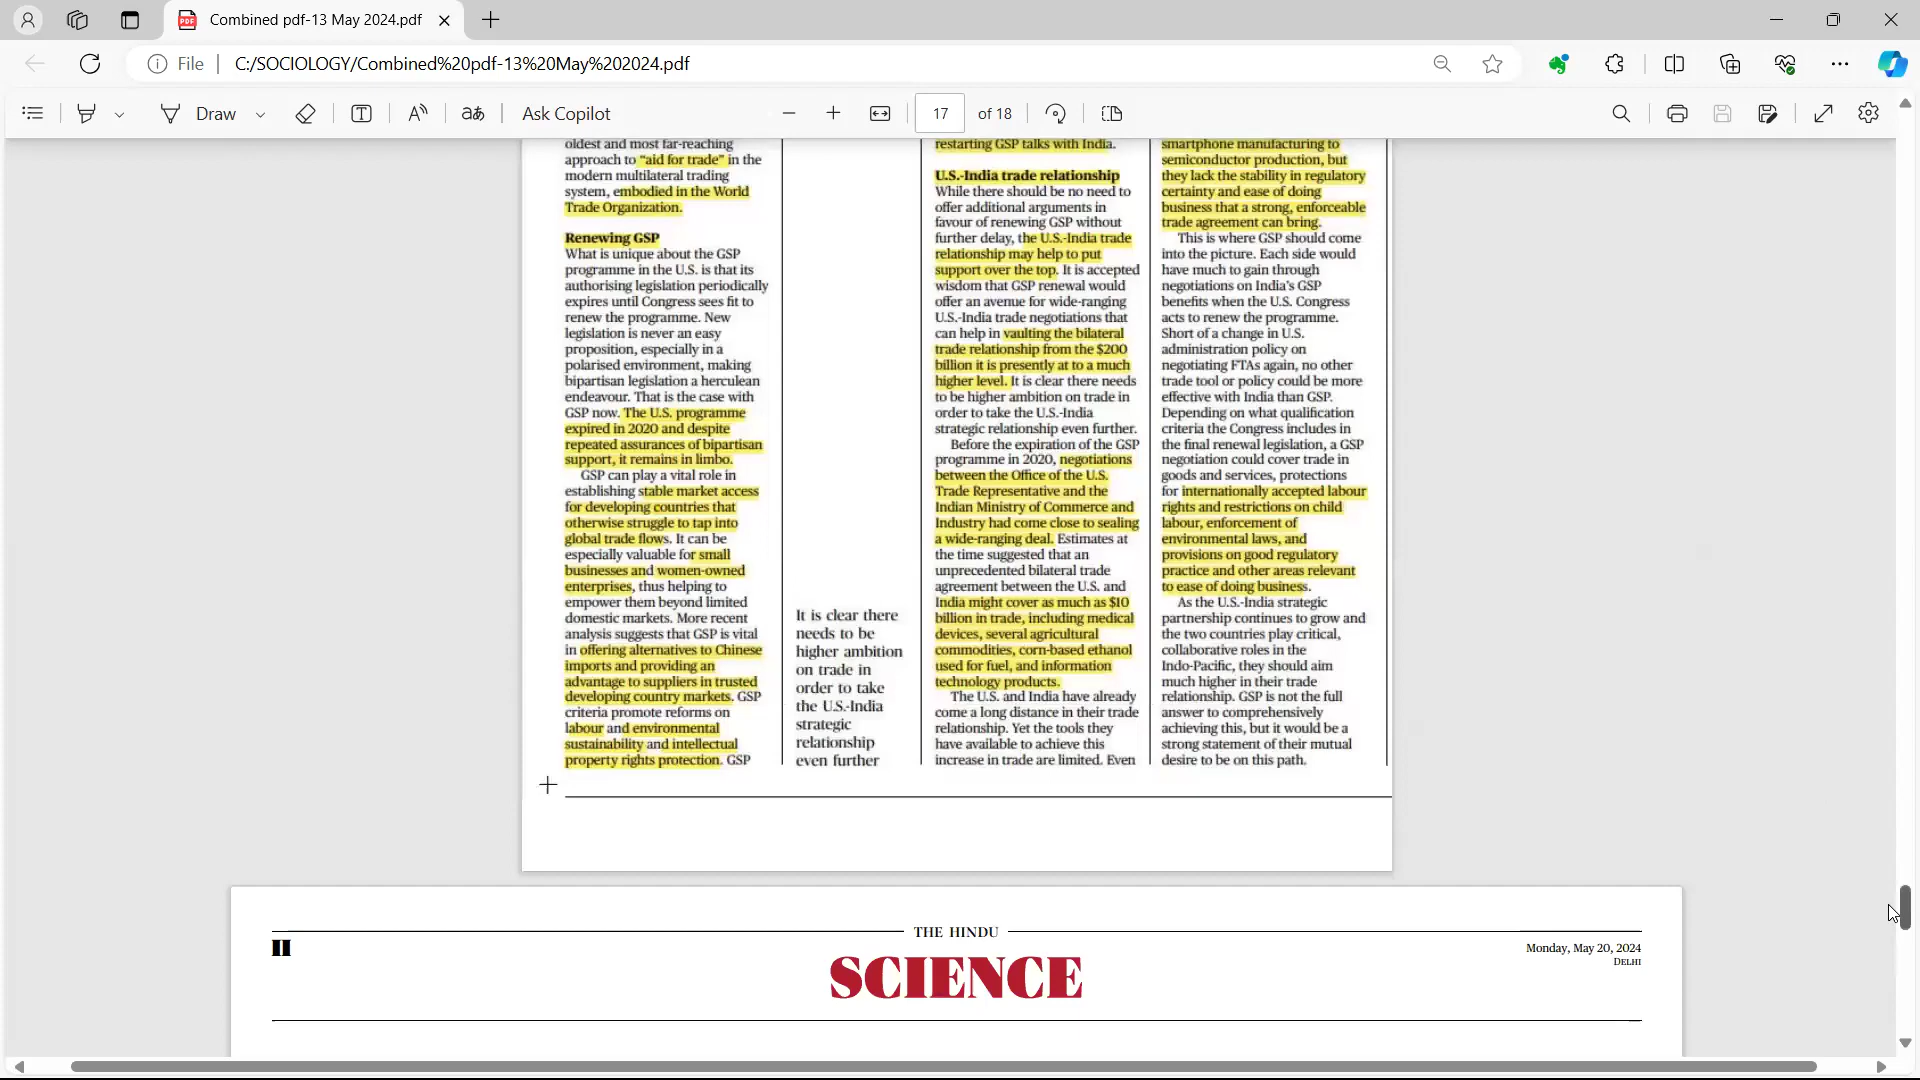 Combined pdf-13 May 2024.pdf
File
C:/SOCIOLOGY/Combined%20pdf-13%20May%202024.pdf
Draw
Ask Copilot
17
of 18
oldest and most far-reaching
approach to “aid for trade” in the
modern multilateral trading
system, embodied in the World
Trade Organization.
Renewing GSP
What is unique about the GSP
programme in the U.S. is that its
authorising legislation periodically
expires until Congress sees fit to
renew the programme. New
legislation is never an easy
proposition, especially in a
polarised environment, making
bipartisan legislation a herculean
endeavour. That is the case with
GSP now. The U.S. programme
expired in 2020 and despite
repeated assurances of bipartisan
support, it remains in limbo.
GSP can play a vital role in
establishing stable market access
for developing countries that
otherwise struggle to tap into
global trade flows. It can be
especially valuable for small
businesses and women-owned
enterprises, thus helping to
empower them beyond limited
domestic markets. More recent
analysis suggests that GSP is vital
in offering alternatives to Chinese
imports and providing an
advantage to suppliers in trusted
developing country markets. GSP
criteria promote reforms on
labour and environmental
sustainability and intellectual
property rights protection. GSP
It is clear there
needs to be
higher ambition
on trade in
order to take
the U.S.-India
strategic
relationship
even further
restarting GSP talks with India.
U.S.-India trade relationship
While there should be no need to
offer additional arguments in
favour of renewing GSP without
further delay, the U.S.-India trade
relationship may help to put
support over the top. It is accepted
wisdom that GSP renewal would
offer an avenue for wide-ranging
U.S.-India trade negotiations that
can help in vaulting the bilateral
trade relationship from the $200
billion it is presently at to a much
higher level. It is clear there needs
to be higher ambition on trade in
order to take the U.S.-India
strategic relationship even further.
Before the expiration of the GSP
programme in 2020, negotiations
between the Office of the U.S.
Trade Representative and the
Indian Ministry of Commerce and
Industry had come close to sealing
a wide-ranging deal. Estimates at
the time suggested that an
unprecedented bilateral trade
agreement between the U.S. and
India might cover as much as $10
billion in trade, including medical
devices, several agricultural
commodities, corn-based ethanol
used for fuel, and information
technology products.
The U.S. and India have already
come a long distance in their trade
relationship. Yet the tools they
have available to achieve this
increase in trade are limited. Even
smartphone manufacturing to
semiconductor production, but
they lack the stability in regulatory
certainty and ease of doing
business that a strong, enforceable
trade agreement can bring.
This is where GSP should come
into the picture. Each side would
have much to gain through
negotiations on India’s GSP
benefits when the U.S. Congress
acts to renew the programme.
Short of a change in U.S.
administration policy on
negotiating FTAs again, no other
trade tool or policy could be more
effective with India than GSP.
Depending on what qualification
criteria the Congress includes in
the final renewal legislation, a GSP
negotiation could cover trade in
goods and services, protections
for internationally accepted labour
rights and restrictions on child
labour, enforcement of
environmental laws, and
provisions on good regulatory
practice and other areas relevant
to ease of doing business.
As the U.S.-India strategic
partnership continues to grow and
the two countries play critical,
collaborative roles in the
Indo-Pacific, they should aim
much higher in their trade
relationship. GSP is not the full
answer to comprehensively
achieving this, but it would be a
strong statement of their mutual
desire to be on this path.
THE HINDU
II
SCIENCE
Monday, May 20, 2024
DELHI